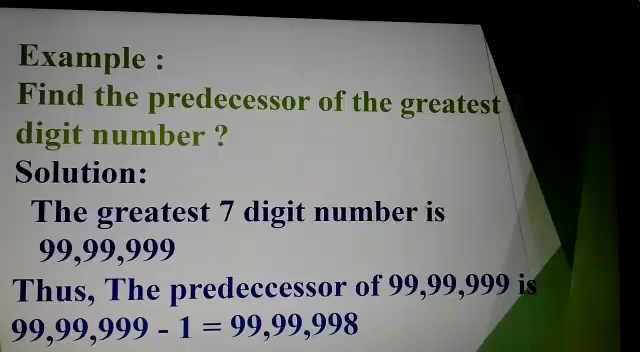 Example :
Find the predecessor of the greatest
digit number ?
Solution:
The greatest 7 digit number is
99,99,999
Thus, The predeccessor of 99,99,999 is
99,99,999 - 1 = 99,99,998